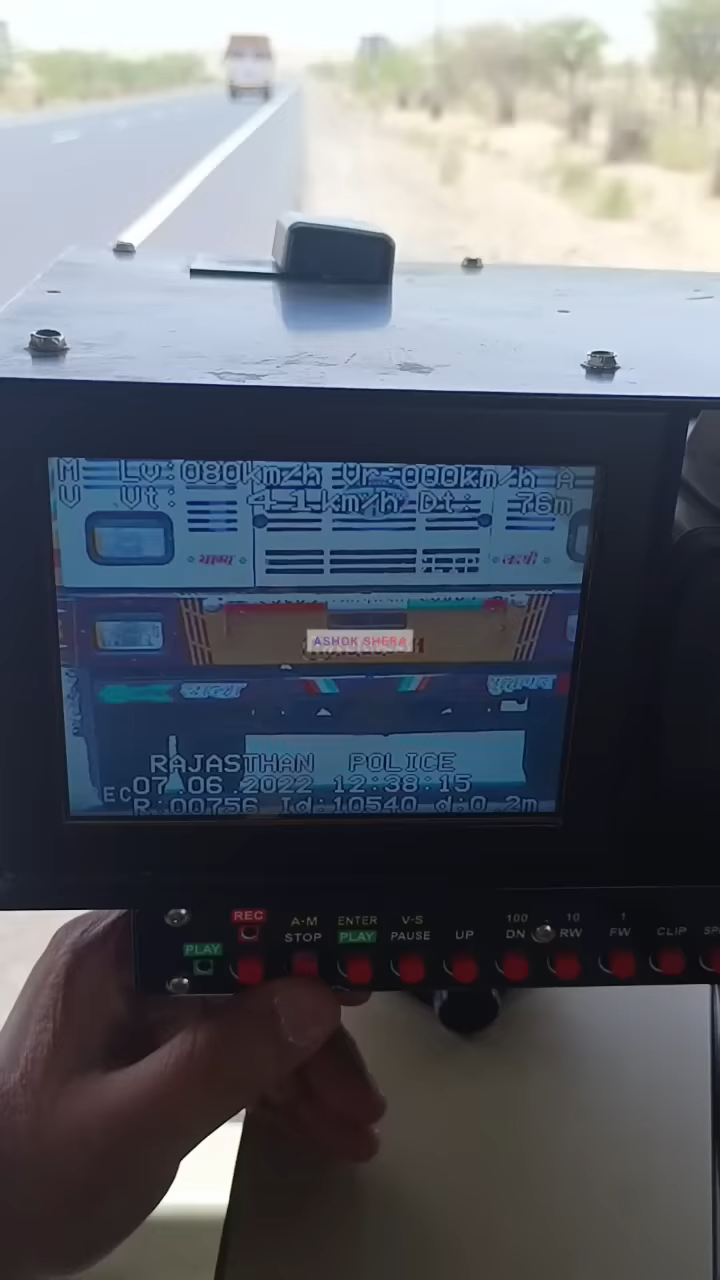 M Lv:080km/h Vr:000km/h A
V Vt: 41km/h Dt: 76m
भाग्य
ASHOK SHERA
RAJASTHAN POLICE
07.06.2022 12:38:15
EC
R:00756 Id:10540 d:0.2m
REC
PLAY
A-M
STOP
ENTER
PLAY
V-S
PAUSE
UP
100
DN
10
RW
1
FW
CLIP